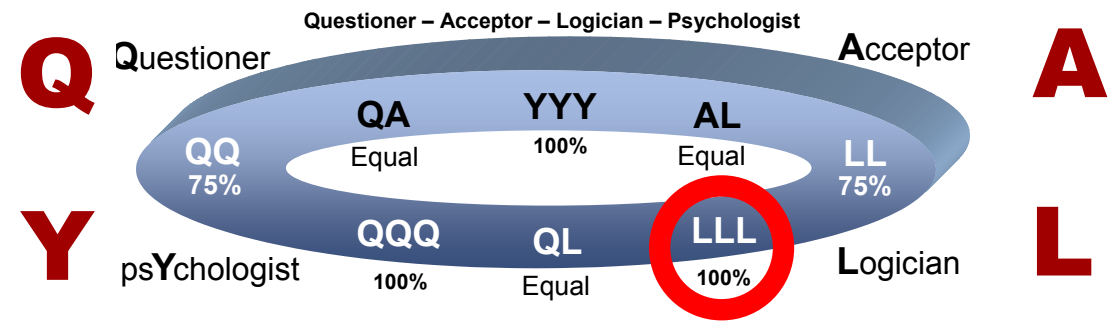 Questioner – Acceptor – Logician – Psychologist
Q
Questioner
Acceptor
A
QA
Equal
YYY
100%
AL
Equal
QQ
75%
LL
75%
Y
psYchologist
QQQ
100%
QL
Equal
LLL
100%
Logician
L